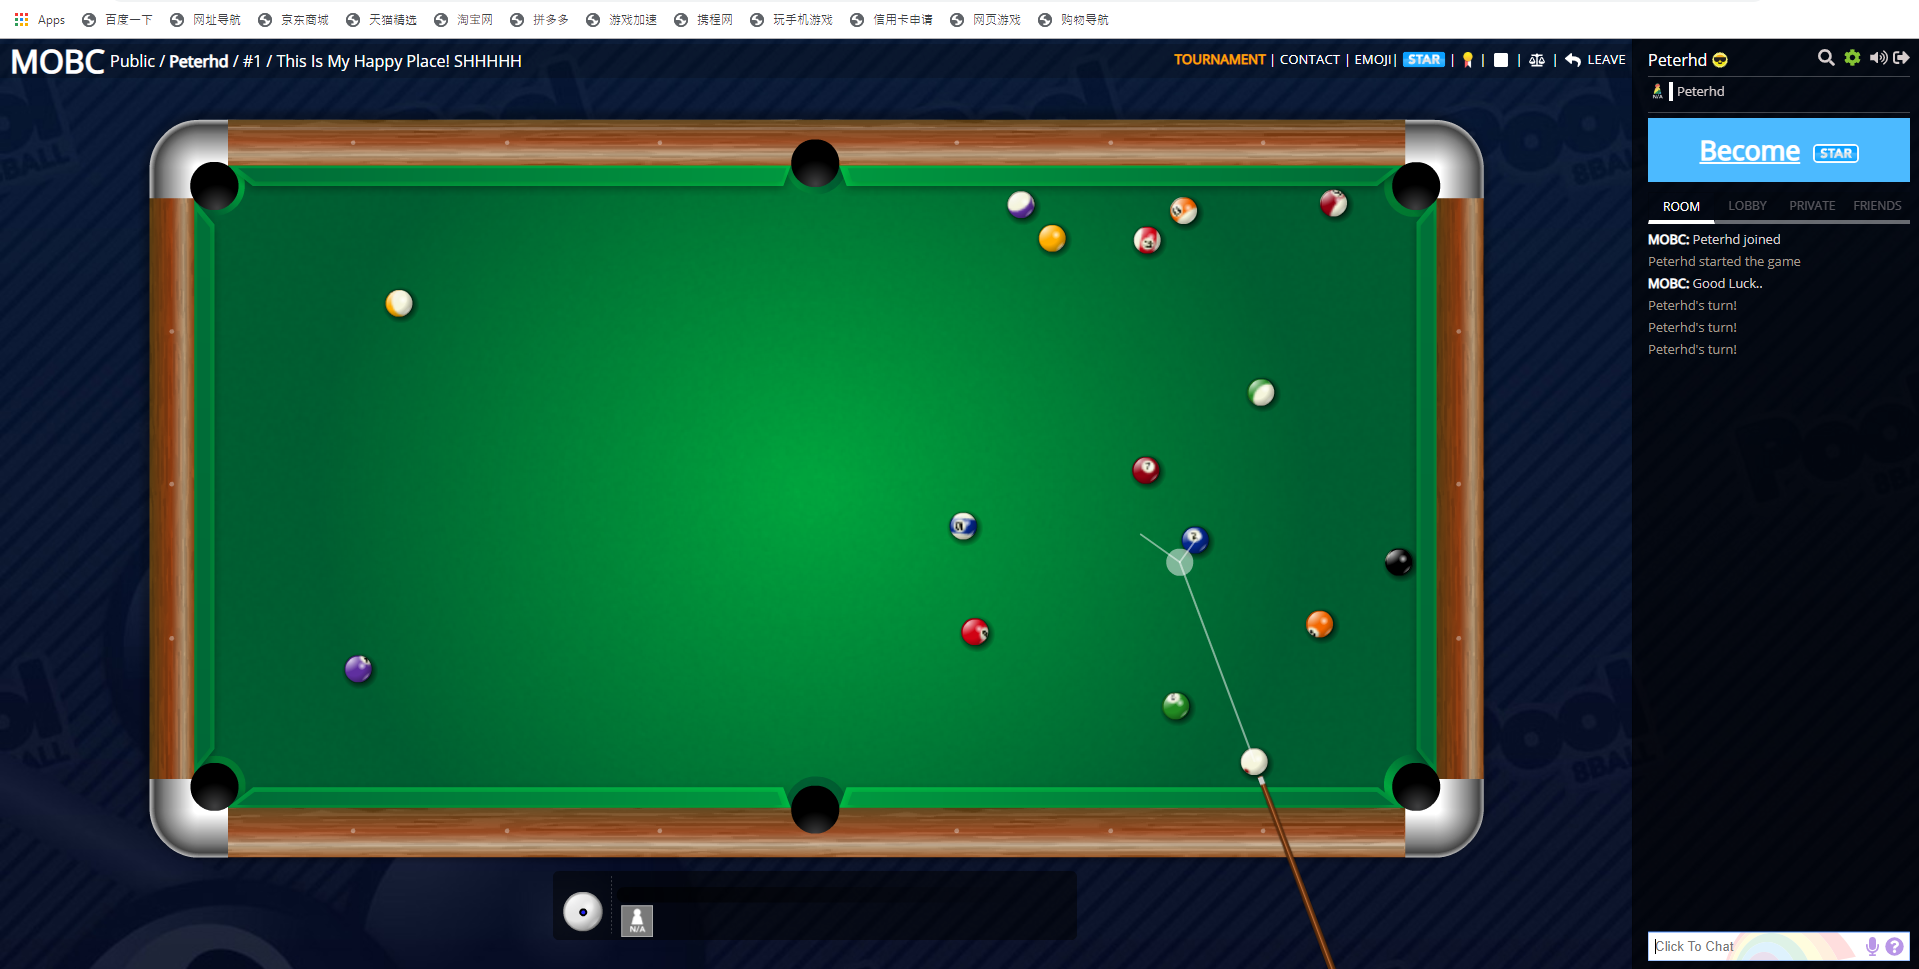 Apps 百度一下 网址导航 京东商城 天猫精选 淘宝网 拼多多 游戏加速 携程网 玩手机游戏 信用卡申请 网页游戏 购物导航
MOBC Public / Peterhd / #1 / This Is My Happy Place! SHHHHH
TOURNAMENT | CONTACT | EMOJI | STAR | | | | LEAVE
Peterhd
N/A Peterhd
Become STAR
ROOM LOBBY PRIVATE FRIENDS
MOBC: Peterhd joined
Peterhd started the game
MOBC: Good Luck..
Peterhd's turn!
Peterhd's turn!
Peterhd's turn!
7
2
N/A
Click To Chat
?